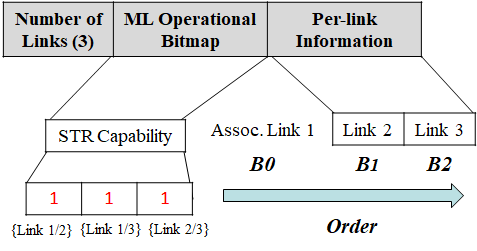 Number of Links (3)
ML Operational Bitmap
Per-link Information
STR Capability
Assoc. Link 1
Link 2
Link 3
B0
B1
B2
1
1
1
{Link 1/2}
{Link 1/3}
{Link 2/3}
Order